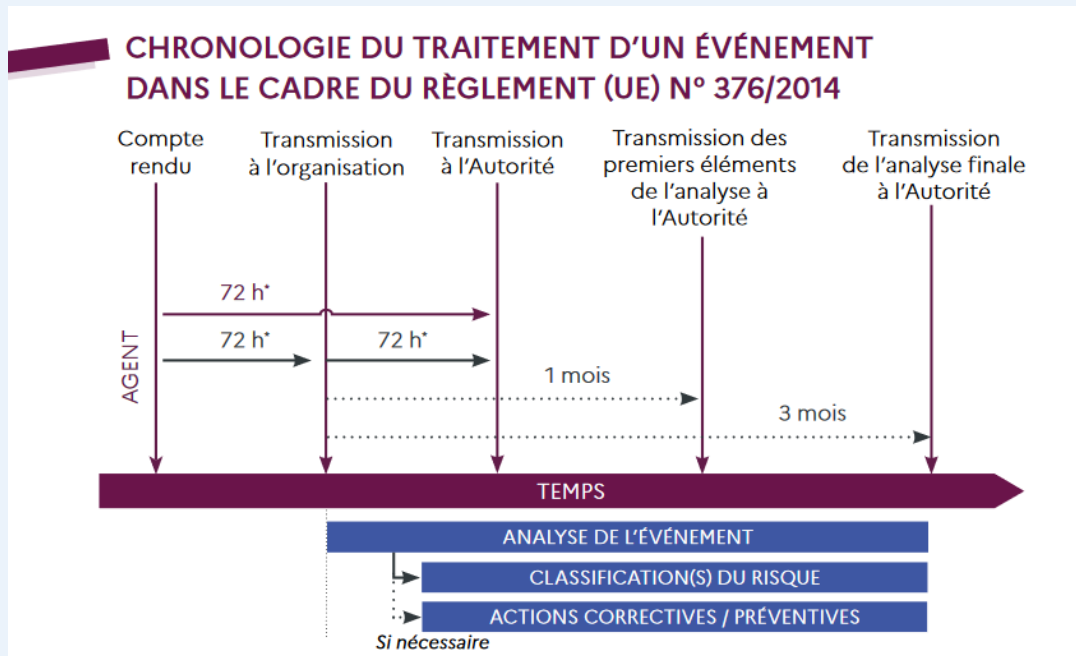 CHRONOLOGIE DU TRAITEMENT D'UN ÉVÉNEMENT
DANS LE CADRE DU RÈGLEMENT (UE) N° 376/2014
Compte
rendu
Transmission
à l'organisation
Transmission
à l'Autorité
Transmission des
premiers éléments
de l'analyse à
l'Autorité
Transmission
de l'analyse finale
à l'Autorité
72 h*
72 h*
72 h*
AGENT
1 mois
3 mois
TEMPS
ANALYSE DE L'ÉVÉNEMENT
CLASSIFICATION(S) DU RISQUE
ACTIONS CORRECTIVES / PRÉVENTIVES
Si nécessaire